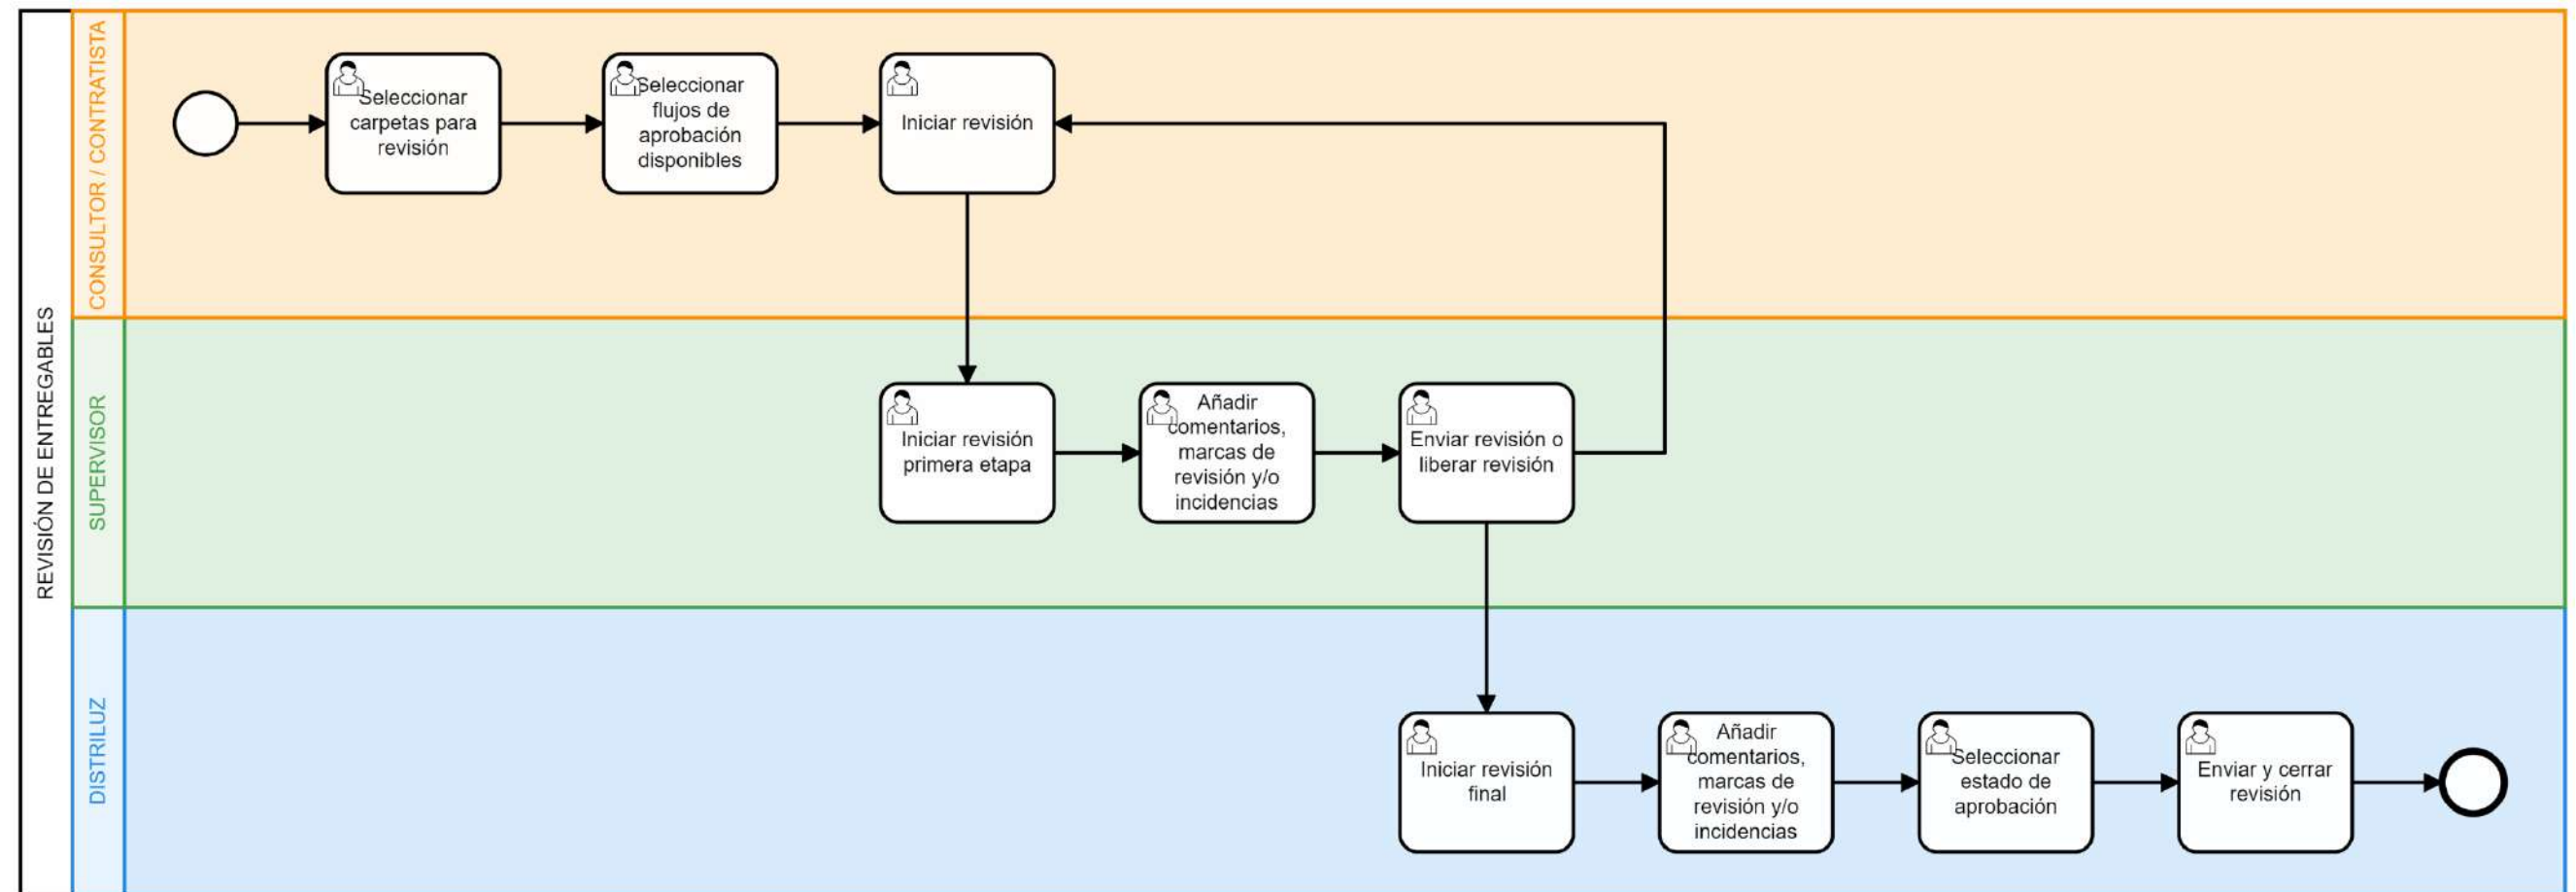 REVISIÓN DE ENTREGABLES
CONSULTOR / CONTRATISTA
Seleccionar
carpetas para
revisión
Seleccionar
flujos de
aprobación
disponibles
Iniciar revisión
SUPERVISOR
Iniciar revisión
primera etapa
Añadir
comentarios,
marcas de
revisión y/o
incidencias
Enviar revisión o
liberar revisión
DISTRILUZ
Iniciar revisión
final
Añadir
comentarios,
marcas de
revisión y/o
incidencias
Seleccionar
estado de
aprobación
Enviar y cerrar
revisión